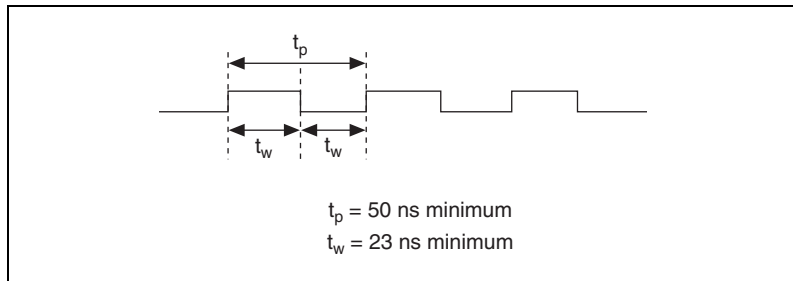 tp
tw tw
tp = 50 ns minimum
tw = 23 ns minimum